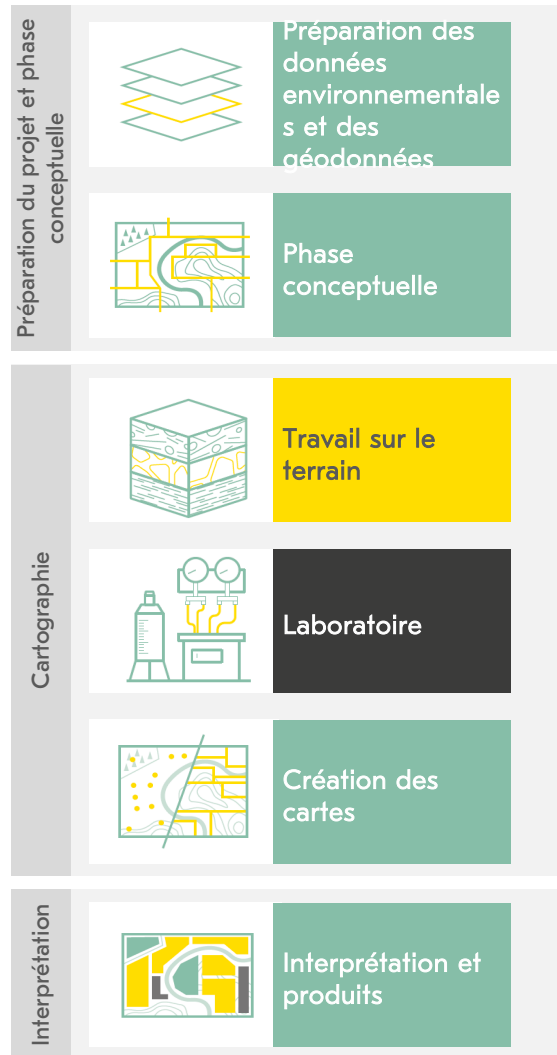 Préparation du projet et phase
conceptuelle
Préparation des
données
environnementale
s et des
géodonnées
Phase
conceptuelle
Cartographie
Travail sur le
terrain
Laboratoire
Création des
cartes
Interprétation
Interprétation et
produits